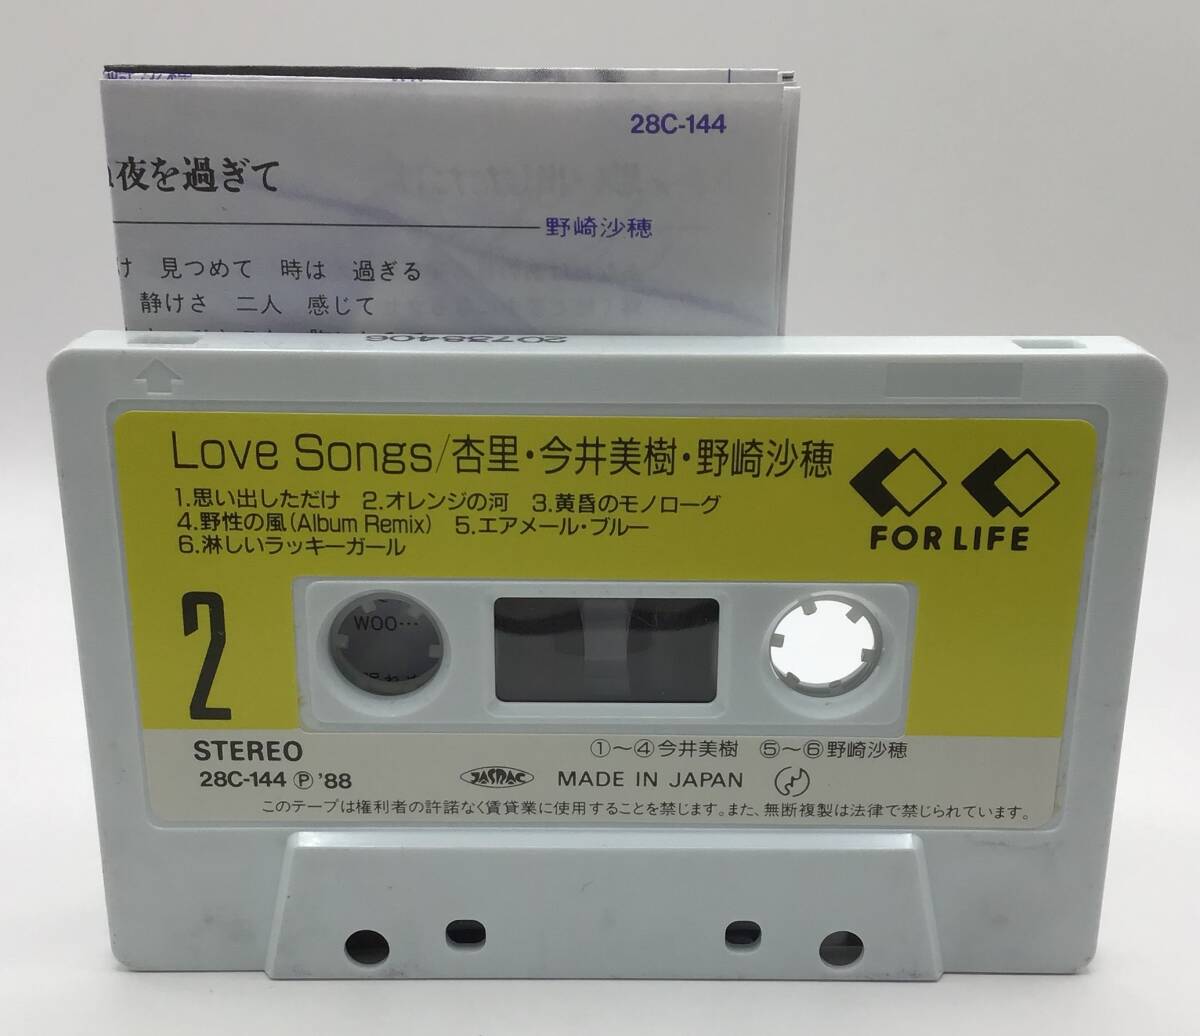 28C-144
夜を過ぎて
野崎沙穂
け 見つめて 時は 過ぎる
静けさ 二人 感じて
20738406
Love Songs/杏里・今井美樹・野崎沙穂
1.思い出しただけ 2.オレンジの河 3.黄昏のモノローグ
4.野性の風(Album Remix) 5.エアメール・ブルー
6.淋しいラッキーガール
FOR LIFE
2
WOO…
STEREO
①～④今井美樹 ⑤～⑥野崎沙穂
28C-144 Ⓟ '88 JASRAC MADE IN JAPAN
このテープは権利者の許諾なく賃貸業に使用することを禁じます。また、無断複製は法律で禁じられています。